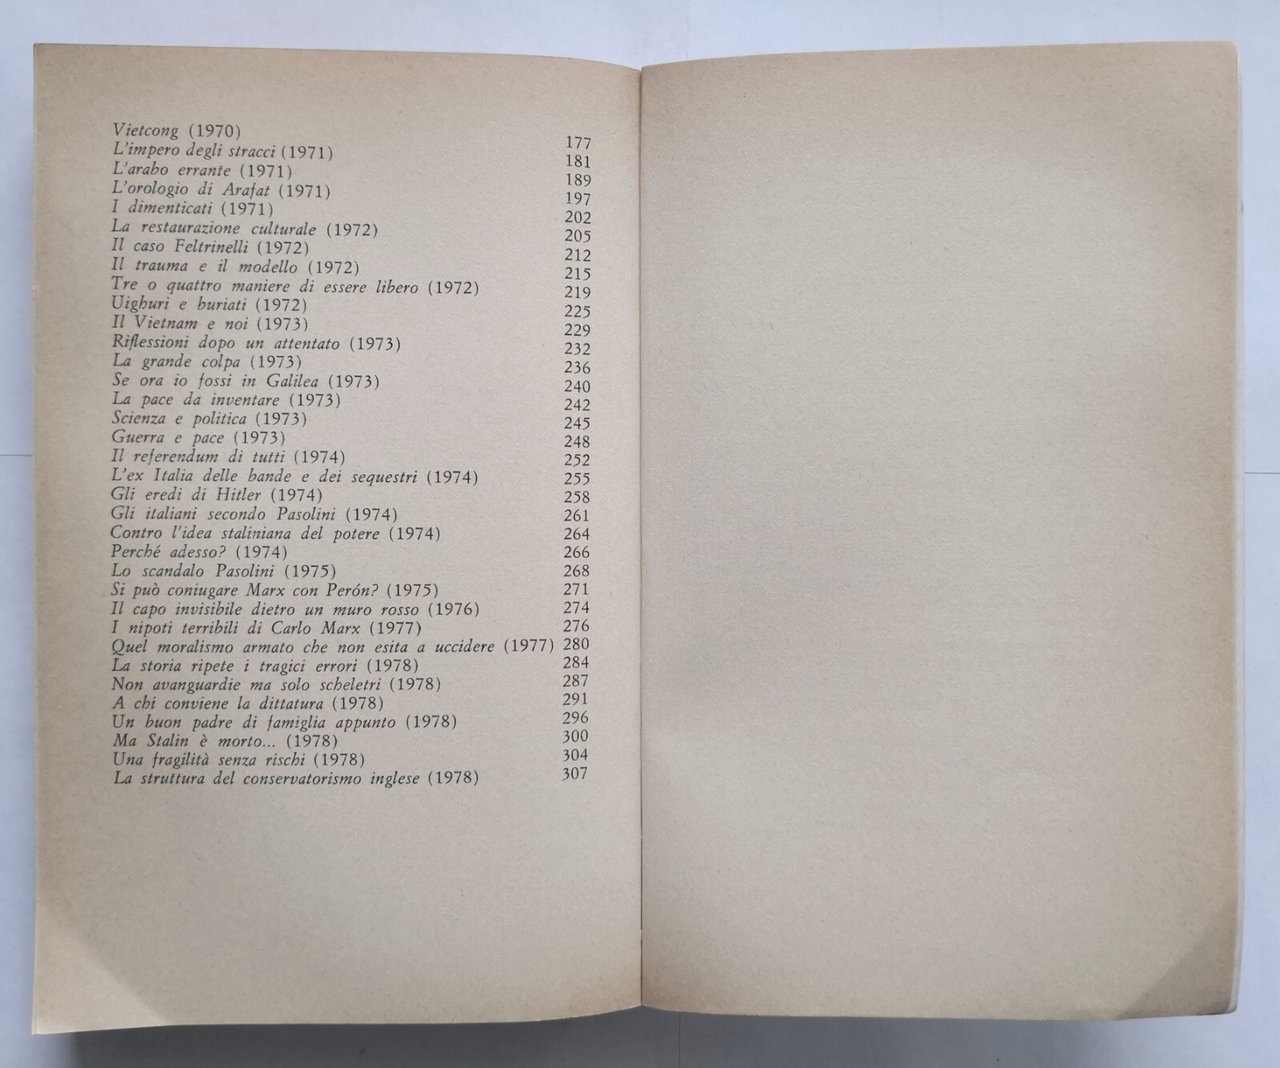 Vietcong (1970) 177
L'impero degli stracci (1971) 181
L'arabo errante (1971) 189
L'orologio di Arafat (1971) 197
I dimenticati (1971) 202
La restaurazione culturale (1972) 205
Il caso Feltrinelli (1972) 212
Il trauma e il modello (1972) 215
Tre o quattro maniere di essere libero (1972) 219
Uighuri e buriati (1972) 225
Il Vietnam e noi (1973) 229
Riflessioni dopo un attentato (1973) 232
La grande colpa (1973) 236
Se ora io fossi in Galilea (1973) 240
La pace da inventare (1973) 242
Scienza e politica (1973) 245
Guerra e pace (1973) 248
Il referendum di tutti (1974) 252
L'ex Italia delle bande e dei sequestri (1974) 255
Gli eredi di Hitler (1974) 258
Gli italiani secondo Pasolini (1974) 261
Contro l'idea staliniana del potere (1974) 264
Perché adesso? (1974) 266
Lo scandalo Pasolini (1975) 268
Si può coniugare Marx con Perón? (1975) 271
Il capo invisibile dietro un muro rosso (1976) 274
I nipoti terribili di Carlo Marx (1977) 276
Quel moralismo armato che non esita a uccidere (1977) 280
La storia ripete i tragici errori (1978) 284
Non avanguardie ma solo scheletri (1978) 287
A chi conviene la dittatura (1978) 291
Un buon padre di famiglia appunto (1978) 296
Ma Stalin è morto... (1978) 300
Una fragilità senza rischi (1978) 304
La struttura del conservatorismo inglese (1978) 307